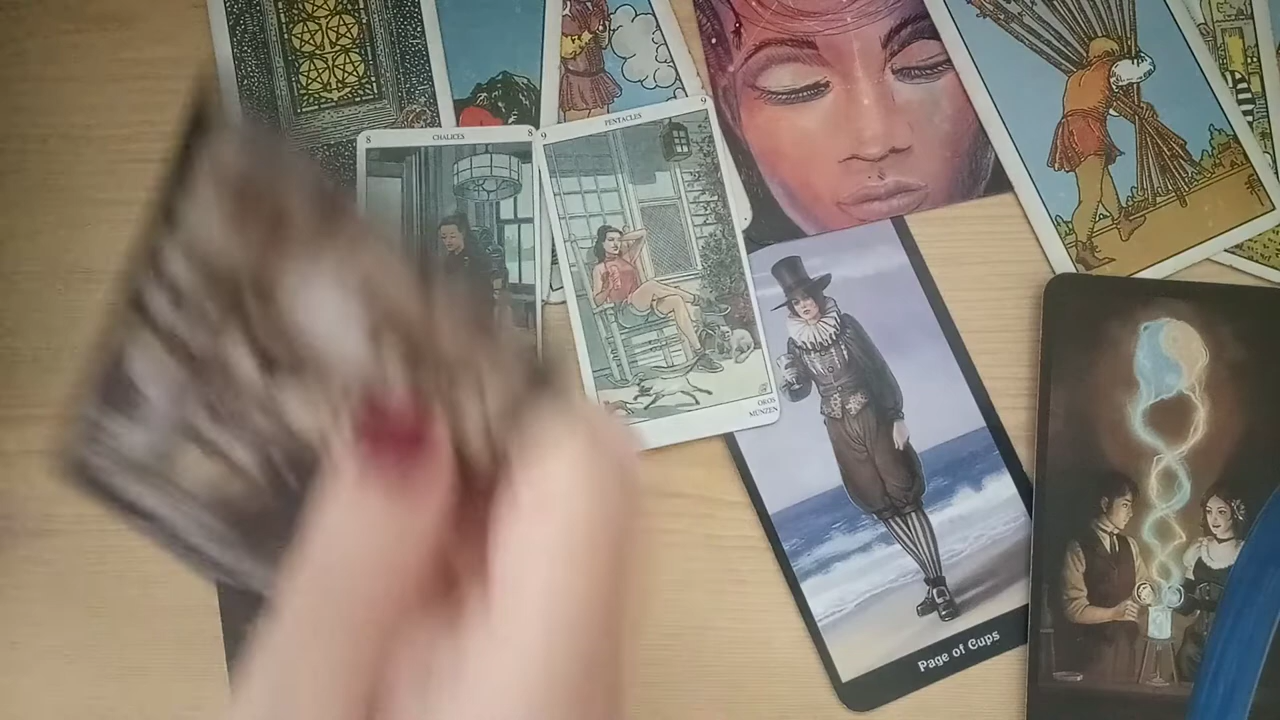 8 CHALICES 8
9 PENTACLES 9
OROS
MÜNZEN
Page of Cups